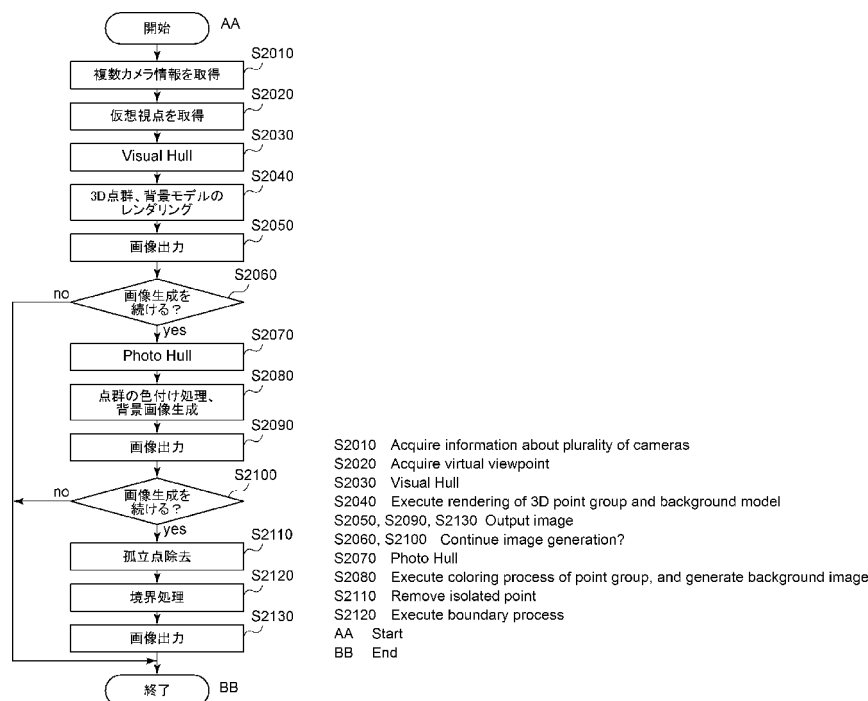 開始 AA
S2010
複数カメラ情報を取得
S2020
仮想視点を取得
S2030
Visual Hull
S2040
3D点群、背景モデルの
レンダリング
S2050
画像出力
S2060
no
画像生成を
続ける?
yes
S2070
Photo Hull
S2080
点群の色付け処理、
背景画像生成
S2090
画像出力
S2100
no
画像生成を
続ける?
yes
S2110
孤立点除去
S2120
境界処理
S2130
画像出力
終了 BB
S2010 Acquire information about plurality of cameras
S2020 Acquire virtual viewpoint
S2030 Visual Hull
S2040 Execute rendering of 3D point group and background model
S2050, S2090, S2130 Output image
S2060, S2100 Continue image generation?
S2070 Photo Hull
S2080 Execute coloring process of point group, and generate background image
S2110 Remove isolated point
S2120 Execute boundary process
AA Start
BB End